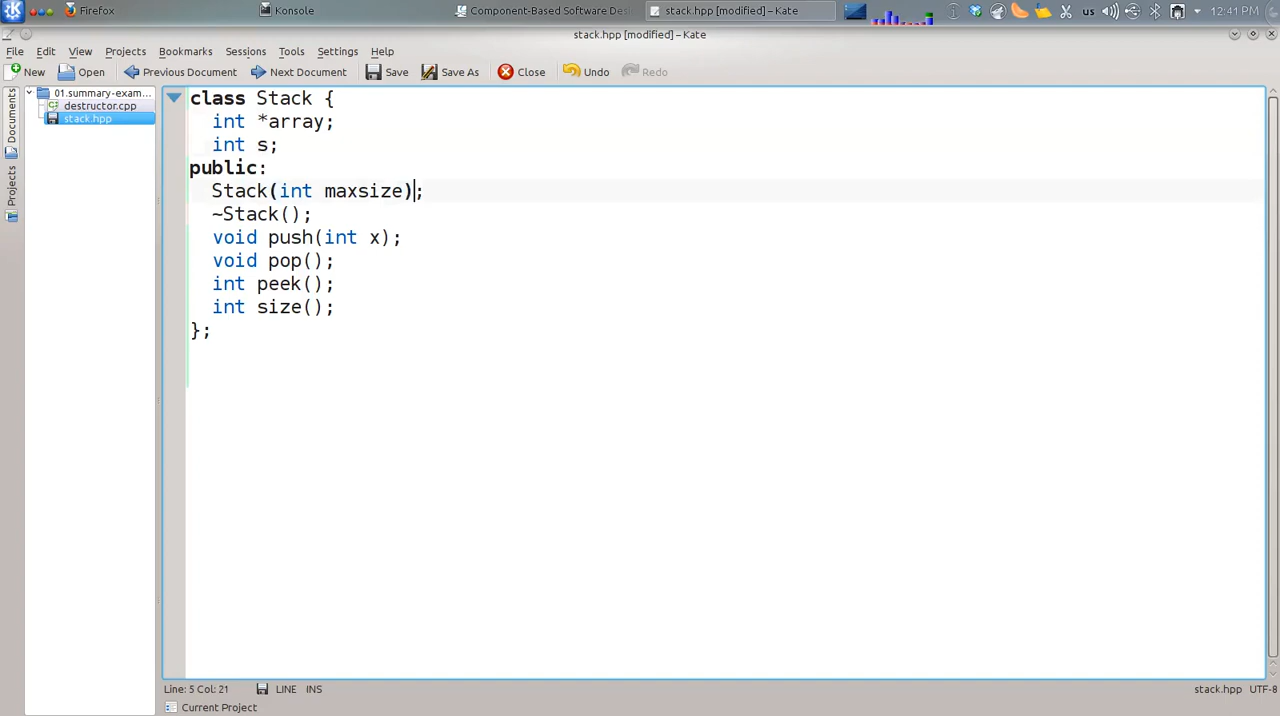 Firefox
Konsole
Component-Based Software Des
stack.hpp [modified] – Kate
us
12:41 PM
stack.hpp [modified] – Kate
File Edit View Projects Bookmarks Sessions Tools Settings Help
New Open Previous Document Next Document Save Save As Close Undo Redo
Documents
Projects
01.summary-exam...
destructor.cpp
stack.hpp
class Stack {
int *array;
int s;
public:
Stack(int maxsize);
~Stack();
void push(int x);
void pop();
int peek();
int size();
};
Line: 5 Col: 21 LINE INS stack.hpp UTF-8
Current Project